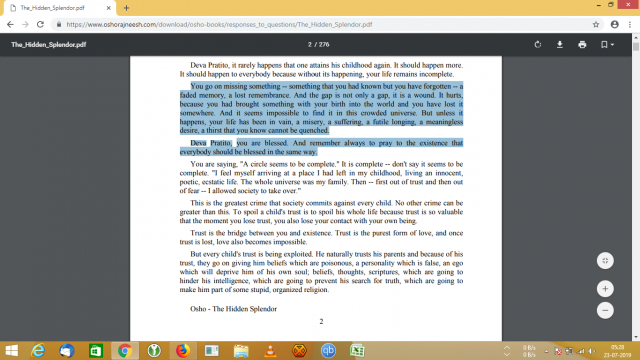 The_Hidden_Splendor.pdf
https://www.oshorajneesh.com/download/osho-books/responses_to_questions/The_Hidden_Splendor.pdf
The_Hidden_Splendor.pdf
2 / 276
Deva Pratito, it rarely happens that one attains his childhood again. It should happen more.
It should happen to everybody because without its happening, your life remains incomplete.
You go on missing something -- something that you had known but you have forgotten -- a
faded memory, a lost remembrance. And the gap is not only a gap, it is a wound. It hurts,
because you had brought something with your birth into the world and you have lost it
somewhere. And it seems impossible to find it in this crowded universe. But unless it
happens, your life has been in vain, a misery, a suffering, a futile longing, a meaningless
desire, a thirst that you know cannot be quenched.
Deva Pratito, you are blessed. And remember always to pray to the existence that
everybody should be blessed in the same way.
You are saying, "A circle seems to be complete." It is complete -- don't say it seems to be
complete. "I feel myself arriving at a place I had left in my childhood, living an innocent,
poetic, ecstatic life. The whole universe was my family. Then -- first out of trust and then out
of fear -- I allowed society to take over."
This is the greatest crime that society commits against every child. No other crime can be
greater than this. To spoil a child's trust is to spoil his whole life because trust is so valuable
that the moment you lose trust, you also lose your contact with your own being.
Trust is the bridge between you and existence. Trust is the purest form of love, and once
trust is lost, love also becomes impossible.
But every child's trust is being exploited. He naturally trusts his parents and because of his
trust, they go on giving him beliefs which are poisonous, a personality which is false, an ego
which will deprive him of his own soul; beliefs, thoughts, scriptures, which are going to
hinder his intelligence, which are going to prevent his search for truth, which are going to
make him part of some stupid, organized religion.
Osho - The Hidden Splendor
2
0 B/s
0 B/s
05:28
23-07-2019